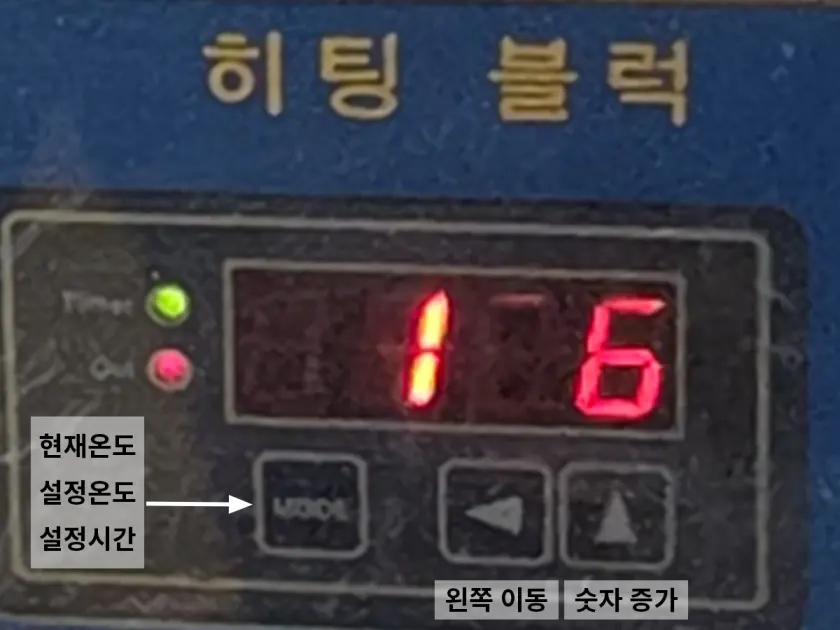 히팅 블럭
Timer
Out
1 6
현재온도
설정온도
설정시간
MODE
왼쪽 이동
숫자 증가